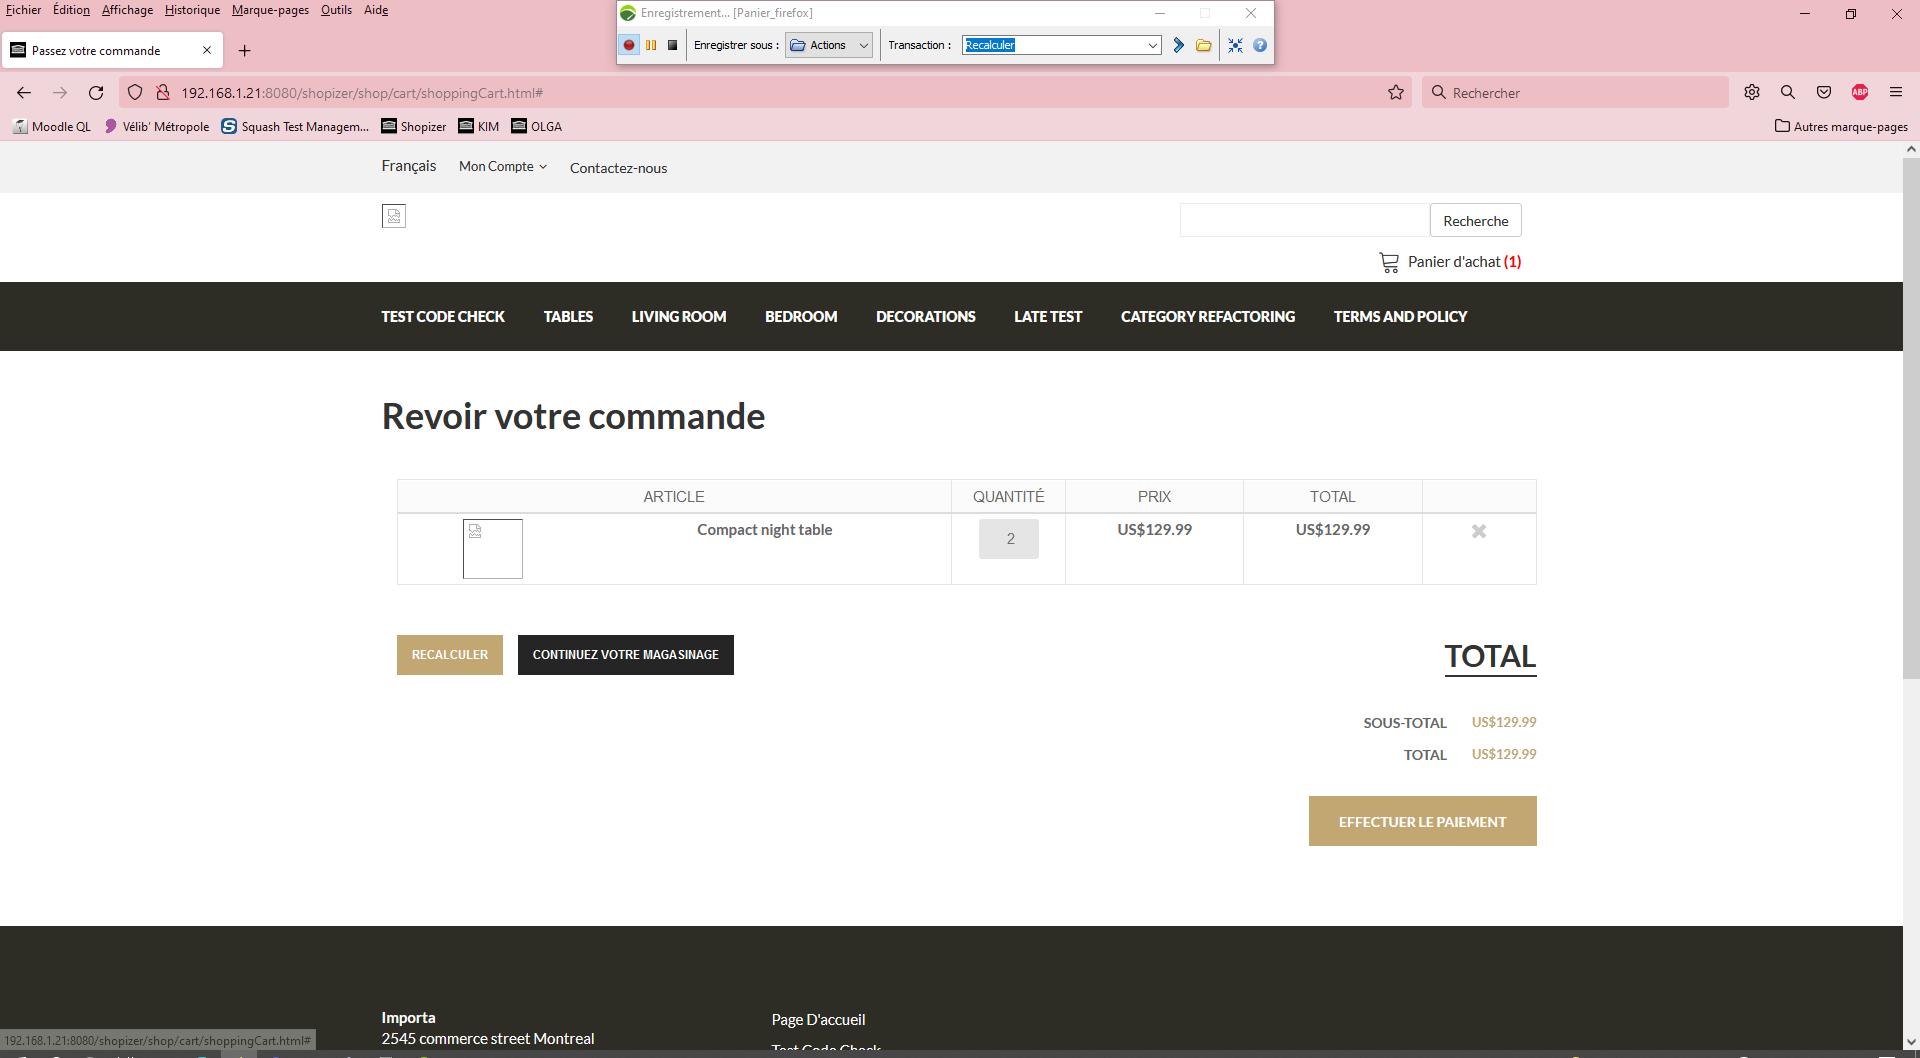 Fichier Édition Affichage Historique Marque-pages Outils Aide
Enregistrement... [Panier_firefox]
Passez votre commande
Enregistrer sous : Actions Transaction : Recalculer
192.168.1.21:8080/shopizer/shop/cart/shoppingCart.html#
Rechercher
ABP
Moodle QL Vélib' Métropole Squash Test Managem... Shopizer KIM OLGA Autres marque-pages
Français Mon Compte Contactez-nous
Recherche
Panier d'achat (1)
TEST CODE CHECK TABLES LIVING ROOM BEDROOM DECORATIONS LATE TEST CATEGORY REFACTORING TERMS AND POLICY
Revoir votre commande
ARTICLE QUANTITÉ PRIX TOTAL
Compact night table 2 US$129.99 US$129.99
RECALCULER CONTINUEZ VOTRE MAGASINAGE
TOTAL
SOUS-TOTAL US$129.99
TOTAL US$129.99
EFFECTUER LE PAIEMENT
Importa
2545 commerce street Montreal
Page D'accueil
Test Code Check
192.168.1.21:8080/shopizer/shop/cart/shoppingCart.html#